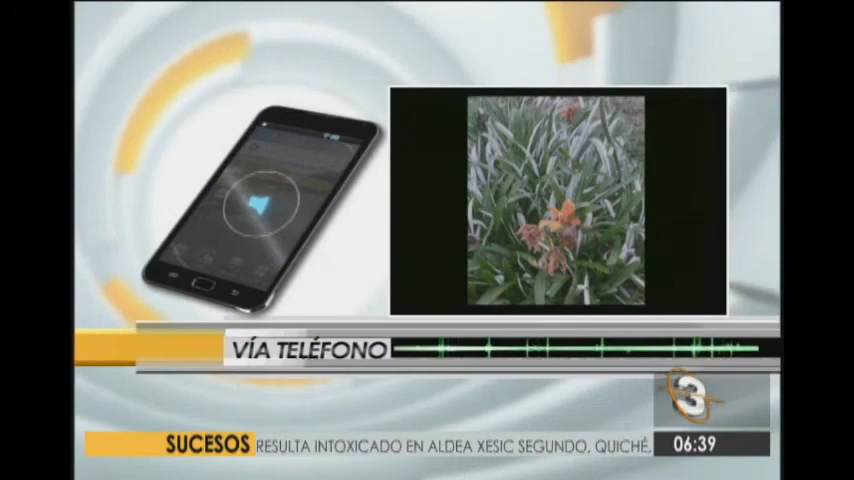 VÍA TELÉFONO
3
SUCESOS RESULTA INTOXICADO EN ALDEA XESIC SEGUNDO, QUICHÉ, 06:39